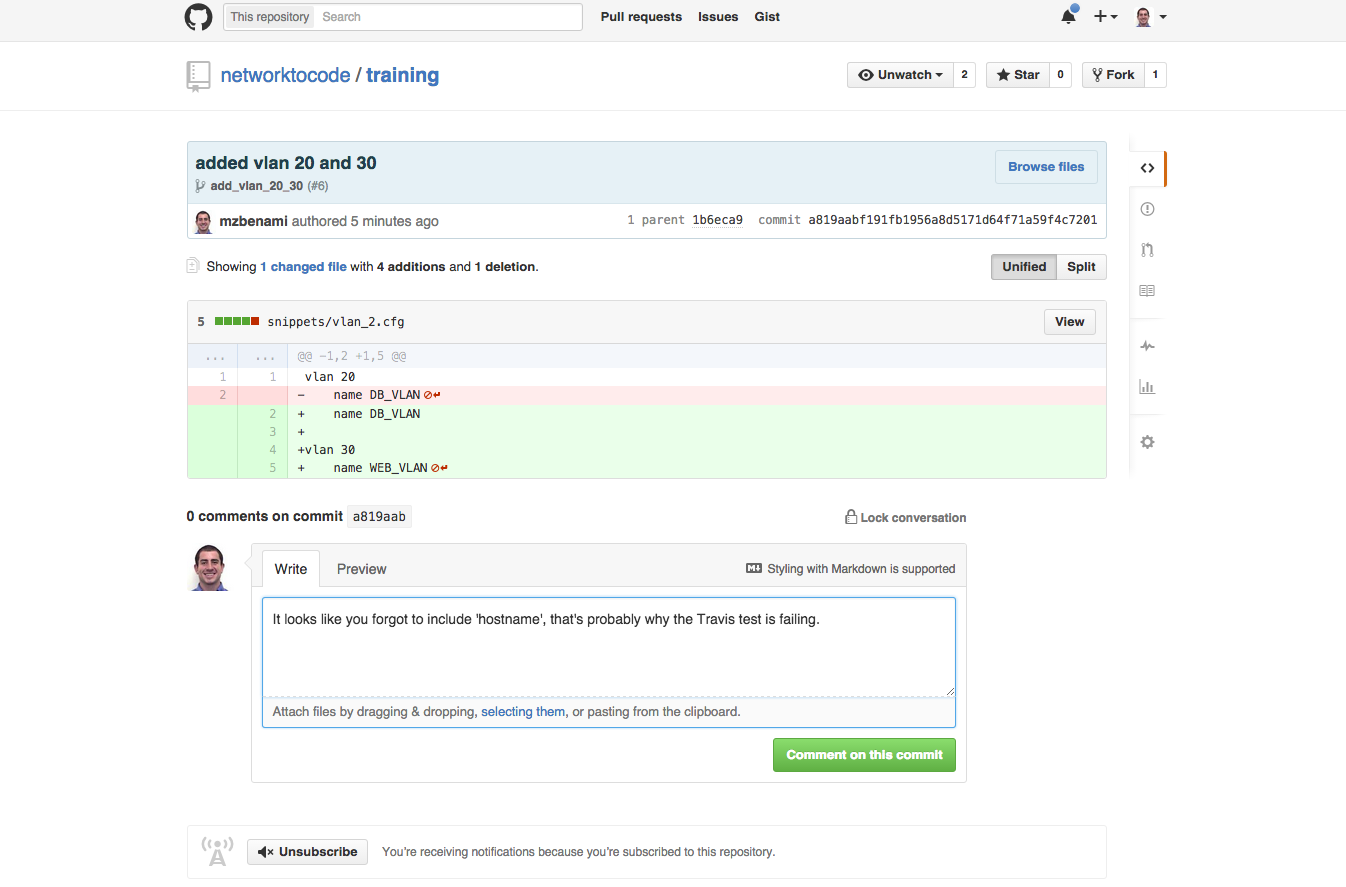 This repository Search Pull requests Issues Gist
networktocode / training Unwatch 2 Star 0 Fork 1
added vlan 20 and 30 Browse files
add_vlan_20_30 (#6)
mzbenami authored 5 minutes ago 1 parent 1b6eca9 commit a819aabf191fb1956a8d5171d64f71a59f4c7201
Showing 1 changed file with 4 additions and 1 deletion. Unified Split
5 snippets/vlan_2.cfg View
... ... @@ -1,2 +1,5 @@
1 1 vlan 20
2 - name DB_VLAN
2 + name DB_VLAN
3 +
4 +vlan 30
5 + name WEB_VLAN
0 comments on commit a819aab Lock conversation
Write Preview Styling with Markdown is supported
It looks like you forgot to include 'hostname', that's probably why the Travis test is failing.
Attach files by dragging & dropping, selecting them, or pasting from the clipboard.
Comment on this commit
Unsubscribe You're receiving notifications because you're subscribed to this repository.